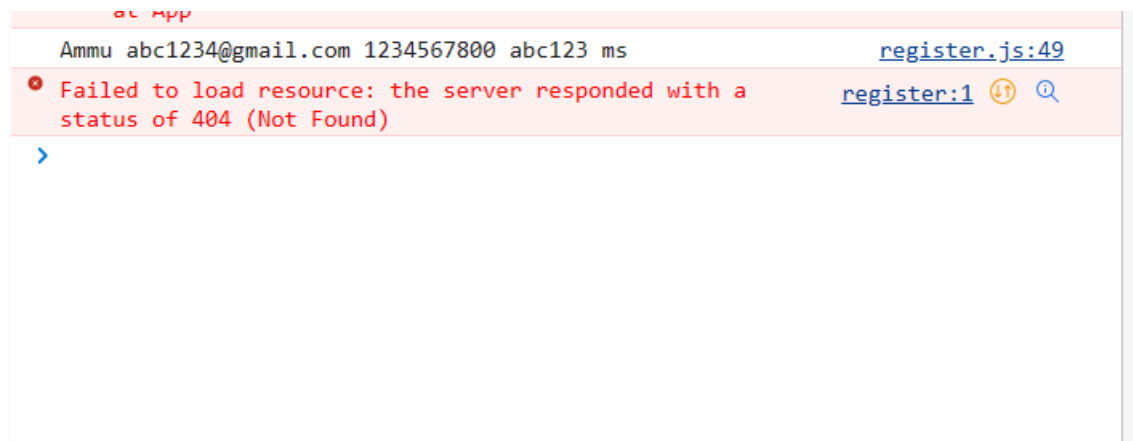 at App
Ammu abc1234@gmail.com 1234567800 abc123 ms register.js:49
Failed to load resource: the server responded with a register:1
status of 404 (Not Found)